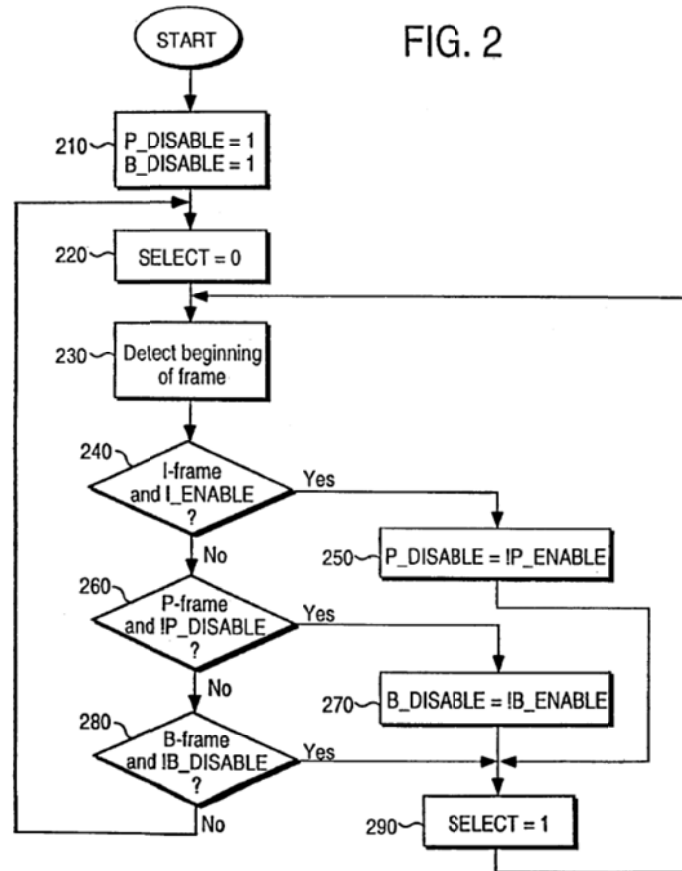 FIG. 2
START
210
P_DISABLE = 1
B_DISABLE = 1
220
SELECT = 0
230
Detect beginning
of frame
240
I-frame
and I_ENABLE
?
Yes
No
250
P_DISABLE = !P_ENABLE
260
P-frame
and !P_DISABLE
?
Yes
No
270
B_DISABLE = !B_ENABLE
280
B-frame
and !B_DISABLE
?
Yes
No
290
SELECT = 1